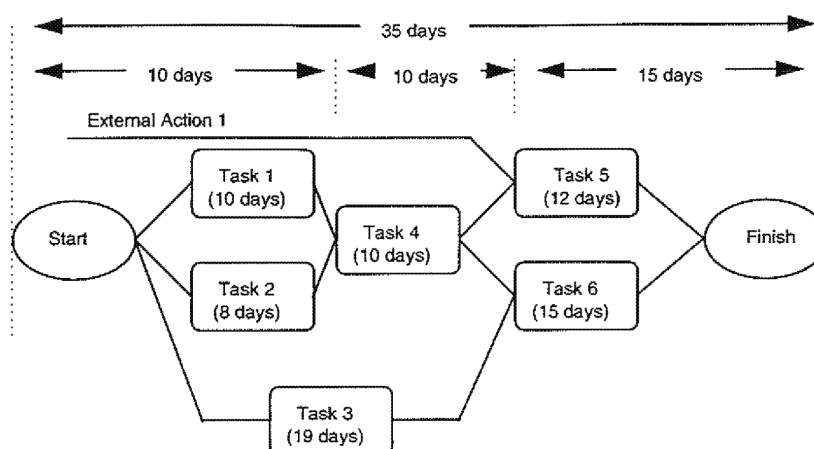 35 days
10 days
10 days
15 days
External Action 1
Task 1
(10 days)
Task 5
(12 days)
Start
Task 4
(10 days)
Finish
Task 2
(8 days)
Task 6
(15 days)
Task 3
(19 days)